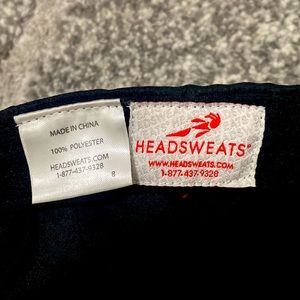 MADE IN CHINA
100% POLYESTER
HEADSWEATS.COM
1-877-437-9328
8
HEADSWEATS®
WWW.HEADSWEATS.COM
1-877-437-9328